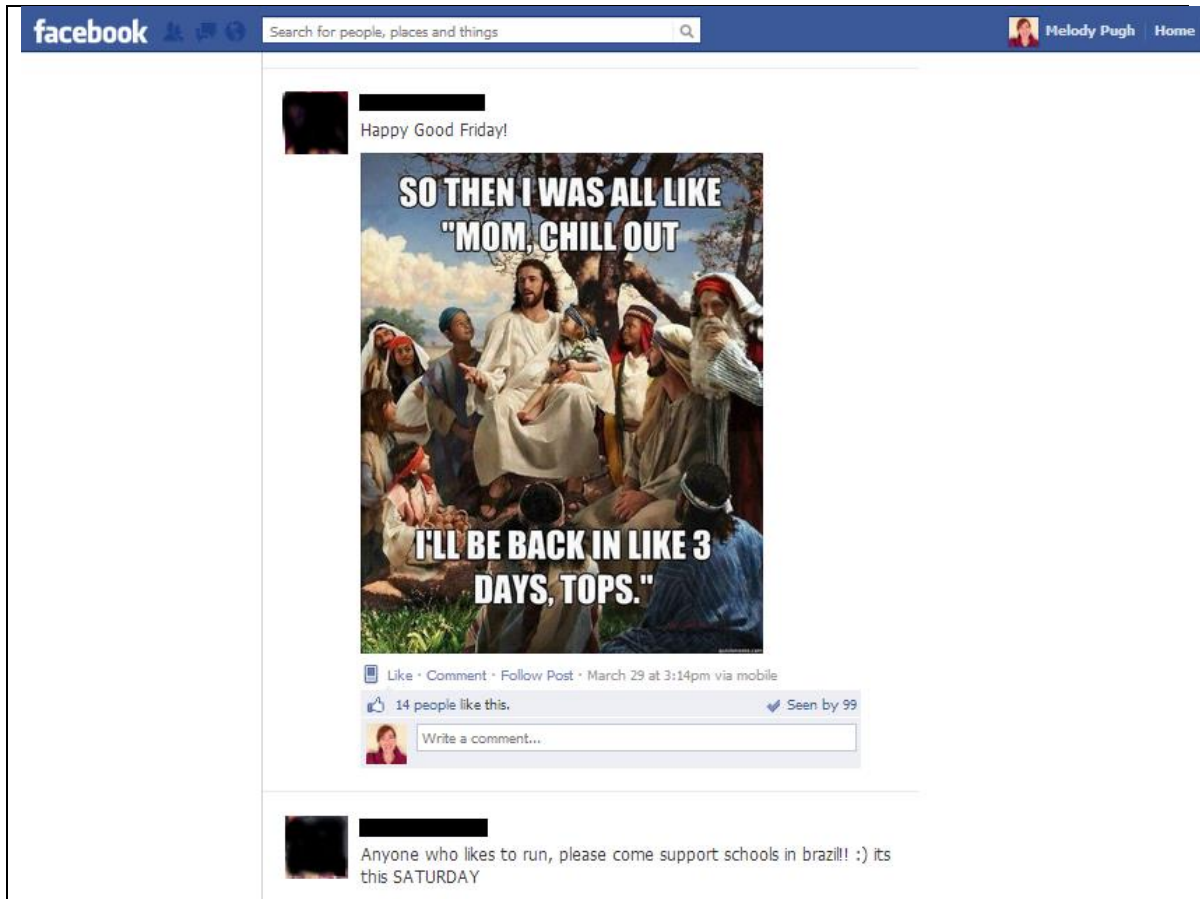 facebook
Search for people, places and things
Melody Pugh
Home
Happy Good Friday!
SO THEN I WAS ALL LIKE
"MOM, CHILL OUT
I'LL BE BACK IN LIKE 3
DAYS, TOPS."
Like · Comment · Follow Post · March 29 at 3:14pm via mobile
14 people like this.
Seen by 99
Write a comment...
Anyone who likes to run, please come support schools in brazil!! :) its
this SATURDAY